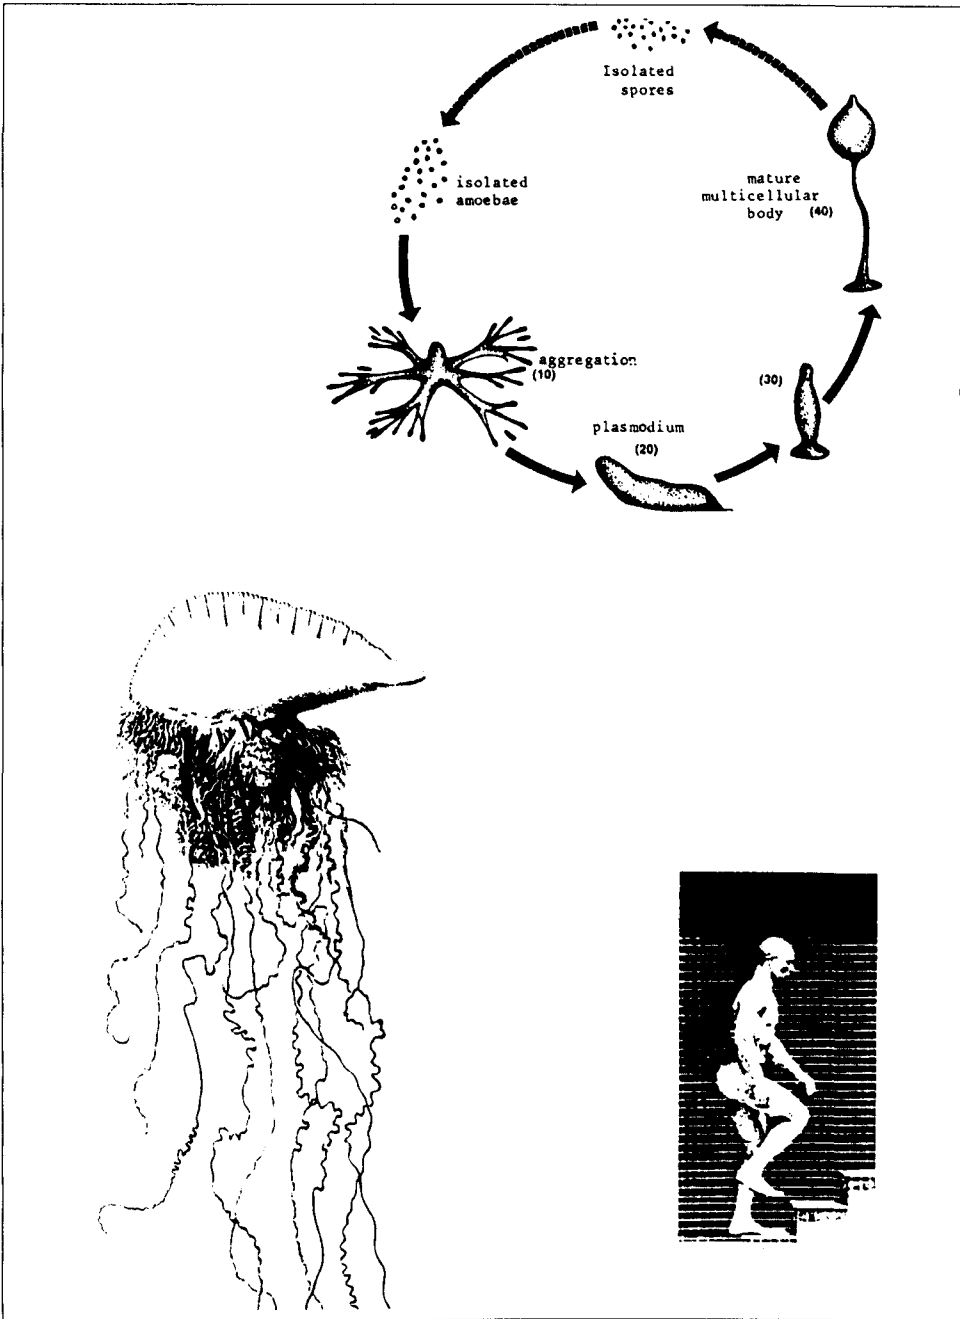 Isolated
spores
isolated
amoebae
mature
multicellular
body (40)
aggregation
(10)
(30)
plasmodium
(20)